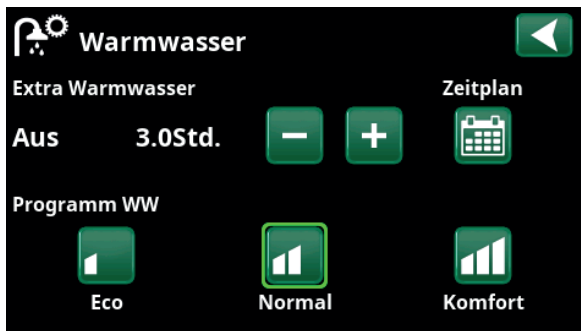 Warmwasser
Extra Warmwasser Zeitplan
Aus 3.0Std. − +
Programm WW
Eco Normal Komfort